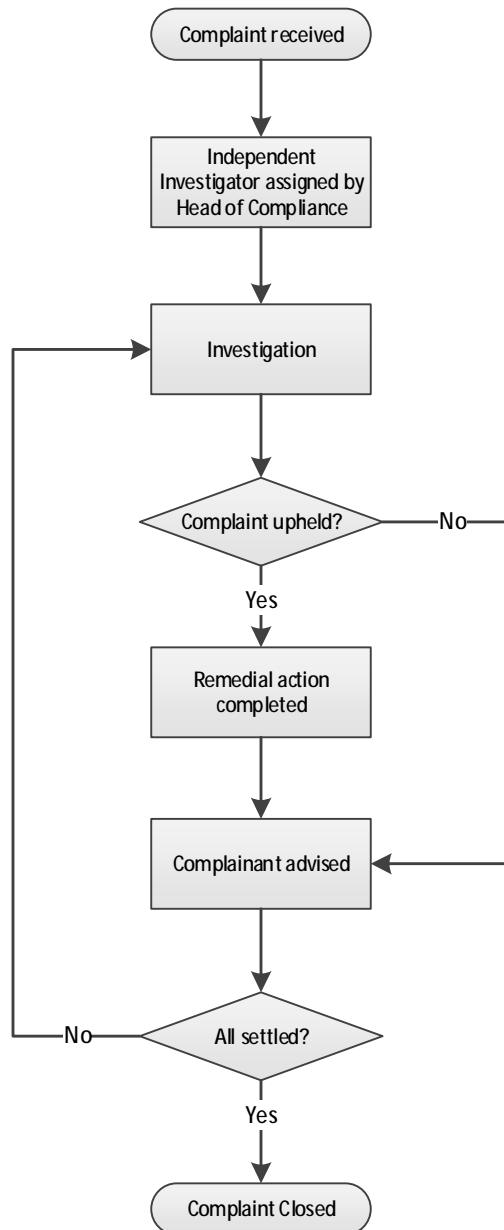 Complaint received
Independent
Investigator assigned by
Head of Compliance
Investigation
Complaint upheld?
No
Yes
Remedial action
completed
Complainant advised
No
All settled?
Yes
Complaint Closed